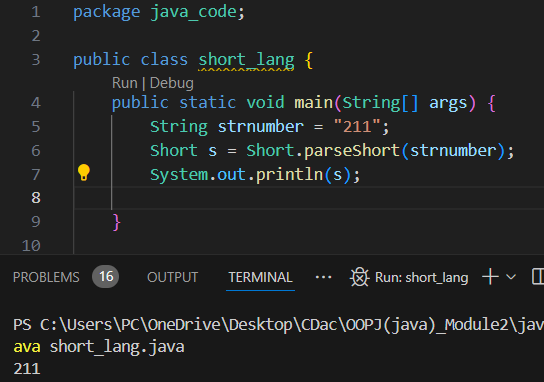 1 package java_code;
2
3 public class short_lang {
Run | Debug
4 public static void main(String[] args) {
5 String strnumber = "211";
6 Short s = Short.parseShort(strnumber);
7 System.out.println(s);
8
9 }
10
PROBLEMS 16 OUTPUT TERMINAL ··· Run: short_lang
PS C:\Users\PC\OneDrive\Desktop\CDac\OOPJ(java)_Module2\jav
ava short_lang.java
211